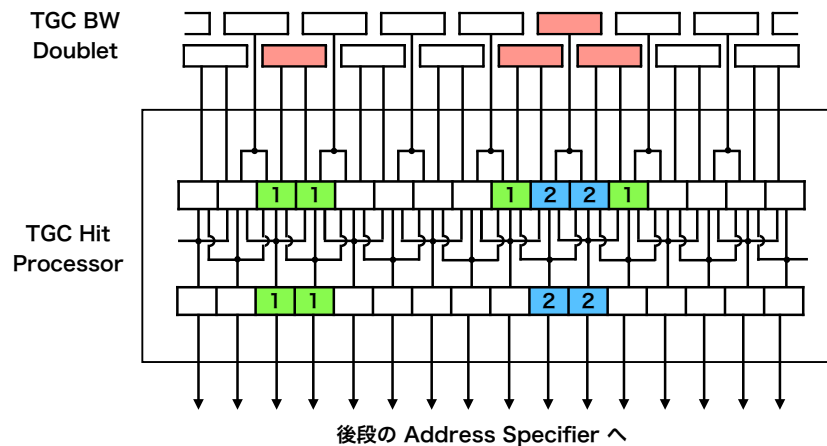 TGC BW
Doublet
1 1 1 2 2 1
TGC Hit
Processor
1 1 2 2
後段の Address Specifier へ